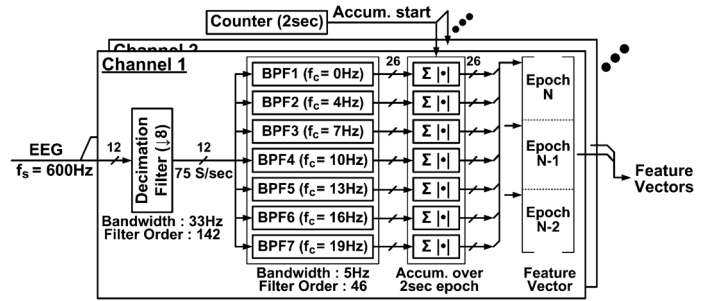 Counter (2sec)
Accum. start
Channel 2
Channel 1
EEG
fs = 600Hz
12
Decimation
Filter (↓8)
12
75 S/sec
Bandwidth : 33Hz
Filter Order : 142
BPF1 (fc= 0Hz)
BPF2 (fc= 4Hz)
BPF3 (fc= 7Hz)
BPF4 (fc= 10Hz)
BPF5 (fc= 13Hz)
BPF6 (fc= 16Hz)
BPF7 (fc= 19Hz)
Bandwidth : 5Hz
Filter Order : 46
26
Σ |•|
Σ |•|
Σ |•|
Σ |•|
Σ |•|
Σ |•|
Σ |•|
Accum. over
2sec epoch
26
Epoch
N
Epoch
N-1
Epoch
N-2
Feature
Vector
Feature
Vectors